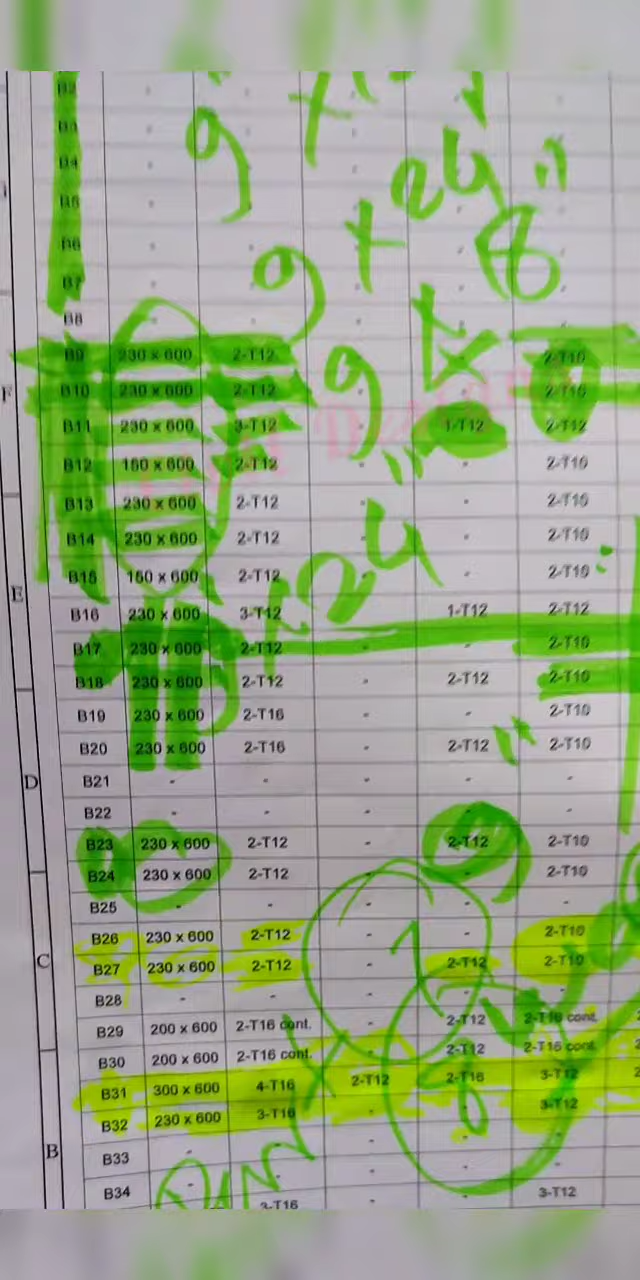 B2 - - - - -
B3 - - - - -
B4 - - - - -
B5 - - - - -
B6 - - - - -
B7 - - - - -
B8 - - - - -
B9 230 x 600 2-T12 - - 2-T10
F B10 230 x 600 2-T12 - - 2-T10
B11 230 x 600 3-T12 - 1-T12 2-T12
B12 150 x 600 2-T12 - - 2-T10
B13 230 x 600 2-T12 - - 2-T10
B14 230 x 600 2-T12 - - 2-T10
E B15 150 x 600 2-T12 - - 2-T10
B16 230 x 600 3-T12 - 1-T12 2-T12
B17 230 x 600 2-T12 - - 2-T10
B18 230 x 600 2-T12 - 2-T12 2-T10
B19 230 x 600 2-T16 - - 2-T10
B20 230 x 600 2-T16 - 2-T12 2-T10
D B21 - - - - -
B22 - - - - -
B23 230 x 600 2-T12 - 2-T12 2-T10
B24 230 x 600 2-T12 - - 2-T10
B25 - - - - -
B26 230 x 600 2-T12 - - 2-T10
C B27 230 x 600 2-T12 - 2-T12 2-T10
B28 - - - - -
B29 200 x 600 2-T16 cont. - 2-T12 2-T16 cont.
B30 200 x 600 2-T16 cont. - 2-T12 2-T16 cont.
B31 300 x 600 4-T16 2-T12 2-T16 3-T12 2
B32 230 x 600 3-T16 - - 3-T12
B B33 - - - - -
B34 - - - - -
3-T16 - - 3-T12
9 x 24"
9 x 18
9 x 24"